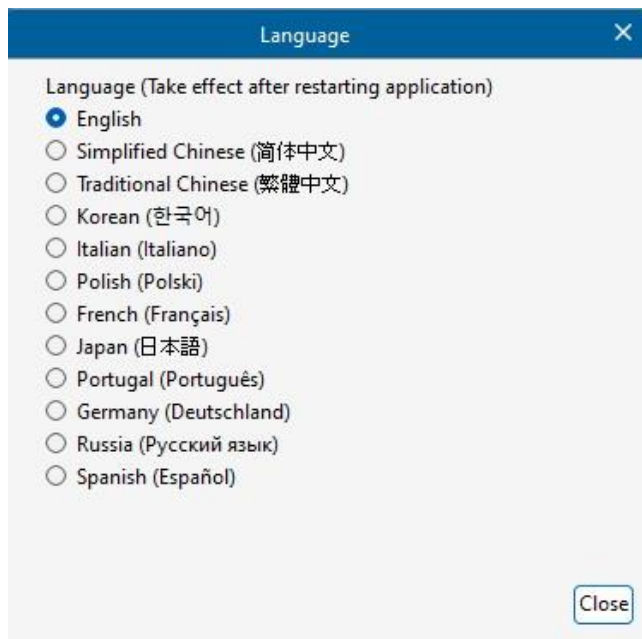 Language
Language (Take effect after restarting application)
English
Simplified Chinese (简体中文)
Traditional Chinese (繁體中文)
Korean (한국어)
Italian (Italiano)
Polish (Polski)
French (Français)
Japan (日本語)
Portugal (Português)
Germany (Deutschland)
Russia (Русский язык)
Spanish (Español)
Close